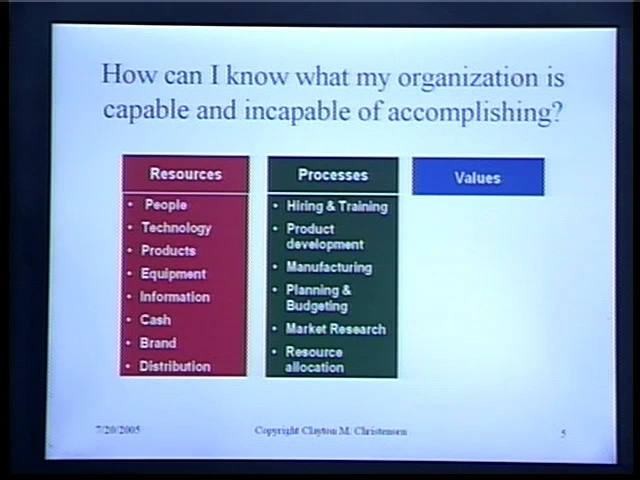 How can I know what my organization is
capable and incapable of accomplishing?
Resources
• People
• Technology
• Products
• Equipment
• Information
• Cash
• Brand
• Distribution
Processes
• Hiring & Training
• Product
development
• Manufacturing
• Planning &
Budgeting
• Market Research
• Resource
allocation
Values
7/20/2005
Copyright Clayton M. Christensen
5